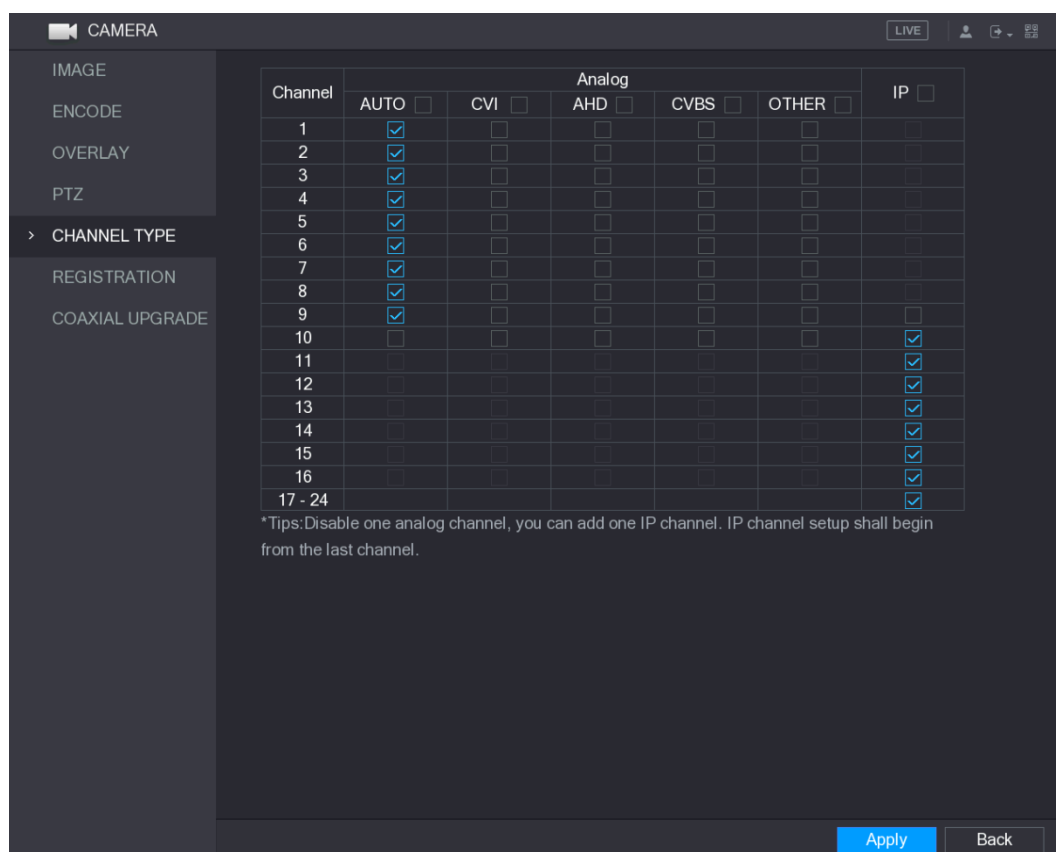 CAMERA
LIVE
IMAGE
ENCODE
OVERLAY
PTZ
> CHANNEL TYPE
REGISTRATION
COAXIAL UPGRADE
Channel
Analog
IP
AUTO CVI AHD CVBS OTHER
1
2
3
4
5
6
7
8
9
10
11
12
13
14
15
16
17 - 24
*Tips:Disable one analog channel, you can add one IP channel. IP channel setup shall begin
from the last channel.
Apply Back